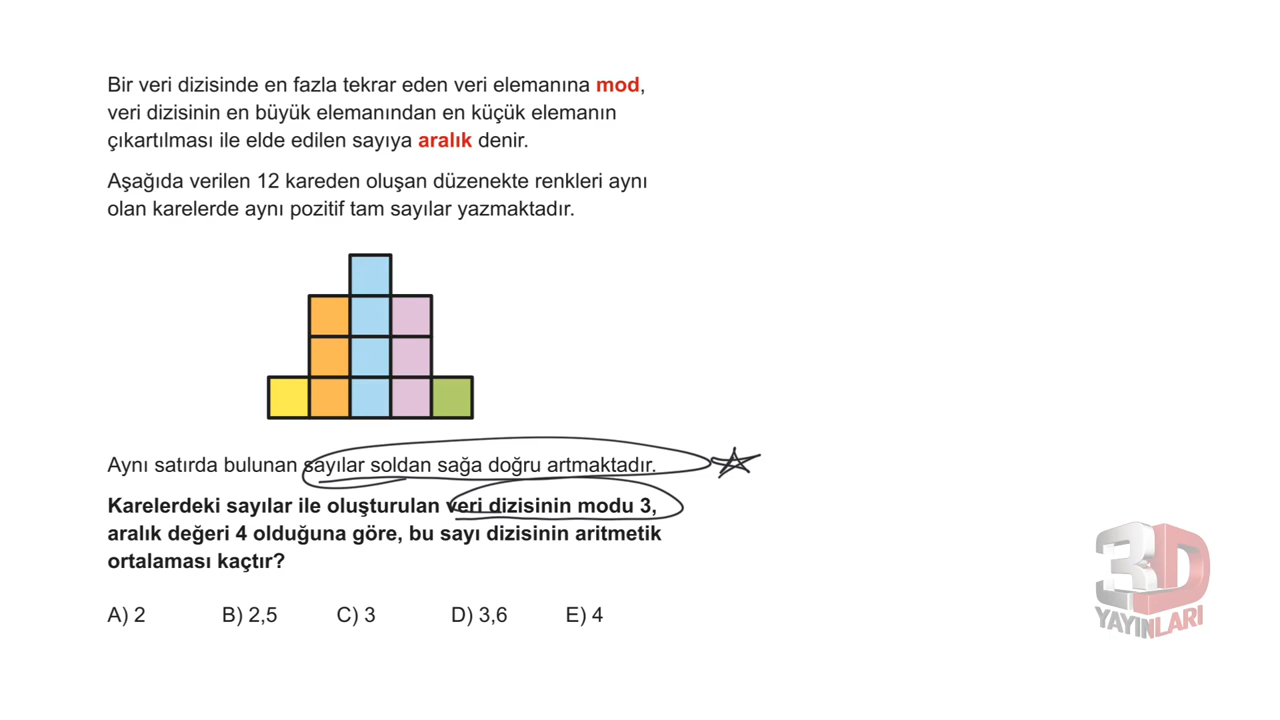 Bir veri dizisinde en fazla tekrar eden veri elemanına mod,
veri dizisinin en büyük elemanından en küçük elemanın
çıkartılması ile elde edilen sayıya aralık denir.
Aşağıda verilen 12 kareden oluşan düzenekte renkleri aynı
olan karelerde aynı pozitif tam sayılar yazmaktadır.
Aynı satırda bulunan sayılar soldan sağa doğru artmaktadır.
Karelerdeki sayılar ile oluşturulan veri dizisinin modu 3,
aralık değeri 4 olduğuna göre, bu sayı dizisinin aritmetik
ortalaması kaçtır?
A) 2 B) 2,5 C) 3 D) 3,6 E) 4
3D
YAYINLARI